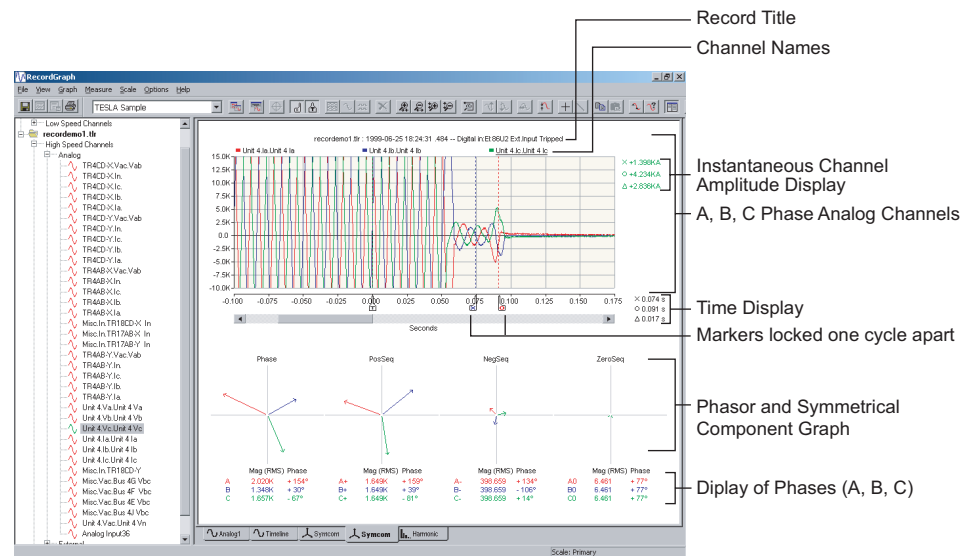 Record Title
Channel Names
RecordGraph
File View Graph Measure Scale Options Help
TESLA Sample
Low Speed Channels
recordemo1.tlr
High Speed Channels
Analog
TR4CD-X.Vac.Vab
TR4CD-X.In.
TR4CD-X.Ic.
TR4CD-X.Ib.
TR4CD-X.Ia.
TR4CD-Y.Vac.Vab
TR4CD-Y.In.
TR4CD-Y.Ic.
TR4CD-Y.Ib.
TR4CD-Y.Ia.
TR4AB-X.Vac.Vab
TR4AB-X.In.
TR4AB-X.Ic.
TR4AB-X.Ib.
TR4AB-X.Ia.
Misc.In.TR18CD-X In
Misc.In.TR17AB-X In
Misc.In.TR17AB-Y In
TR4AB-Y.Vac.Vab
TR4AB-Y.In.
TR4AB-Y.Ic.
TR4AB-Y.Ib.
TR4AB-Y.Ia.
Unit 4.Va.Unit 4 Va
Unit 4.Vb.Unit 4 Vb
Unit 4.Vc.Unit 4 Vc
Unit 4.Ia.Unit 4 Ia
Unit 4.Ib.Unit 4 Ib
Unit 4.Ic.Unit 4 Ic
Misc.In.TR18CD-Y
Misc.Vac.Bus 4G Vbc
Misc.Vac.Bus 4F Vbc
Misc.Vac.Bus 4E Vbc
Misc.Vac.Bus 4J Vbc
Unit 4.Vac.Unit 4 Vn
Analog Input36
External
recordemo1.tlr : 1999-06-25 18:24:31 .484 -- Digital in:Et 86U2 Ext.Input Tripped
Unit 4.Ia.Unit 4 Ia Unit 4.Ib.Unit 4 Ib Unit 4.Ic.Unit 4 Ic
15.0K
12.5K
10.0K
7.5K
5.0K
2.5K
0.0
-2.5K
-5.0K
-7.5K
-10.0K
-0.100 -0.075 -0.050 -0.025 0.000 0.025 0.050 0.075 0.100 0.125 0.150 0.175
Seconds
+1.398KA
+4.234KA
+2.836KA
0.074 s
0.091 s
0.017 s
Instantaneous Channel
Amplitude Display
A, B, C Phase Analog Channels
Time Display
Markers locked one cycle apart
Phase PosSeq NegSeq ZeroSeq
Phasor and Symmetrical
Component Graph
Mag (RMS) Phase Mag (RMS) Phase Mag (RMS) Phase Mag (RMS) Phase
A 2.020K + 154° A+ 1.649K + 159° A- 398.659 + 134° A0 6.461 + 77°
B 1.348K + 30° B+ 1.649K + 39° B- 398.659 - 106° B0 6.461 + 77°
C 1.657K - 67° C+ 1.649K - 81° C- 398.659 + 14° C0 6.461 + 77°
Diplay of Phases (A, B, C)
Analog1 Timeline Symcom Symcom Harmonic
Scale: Primary